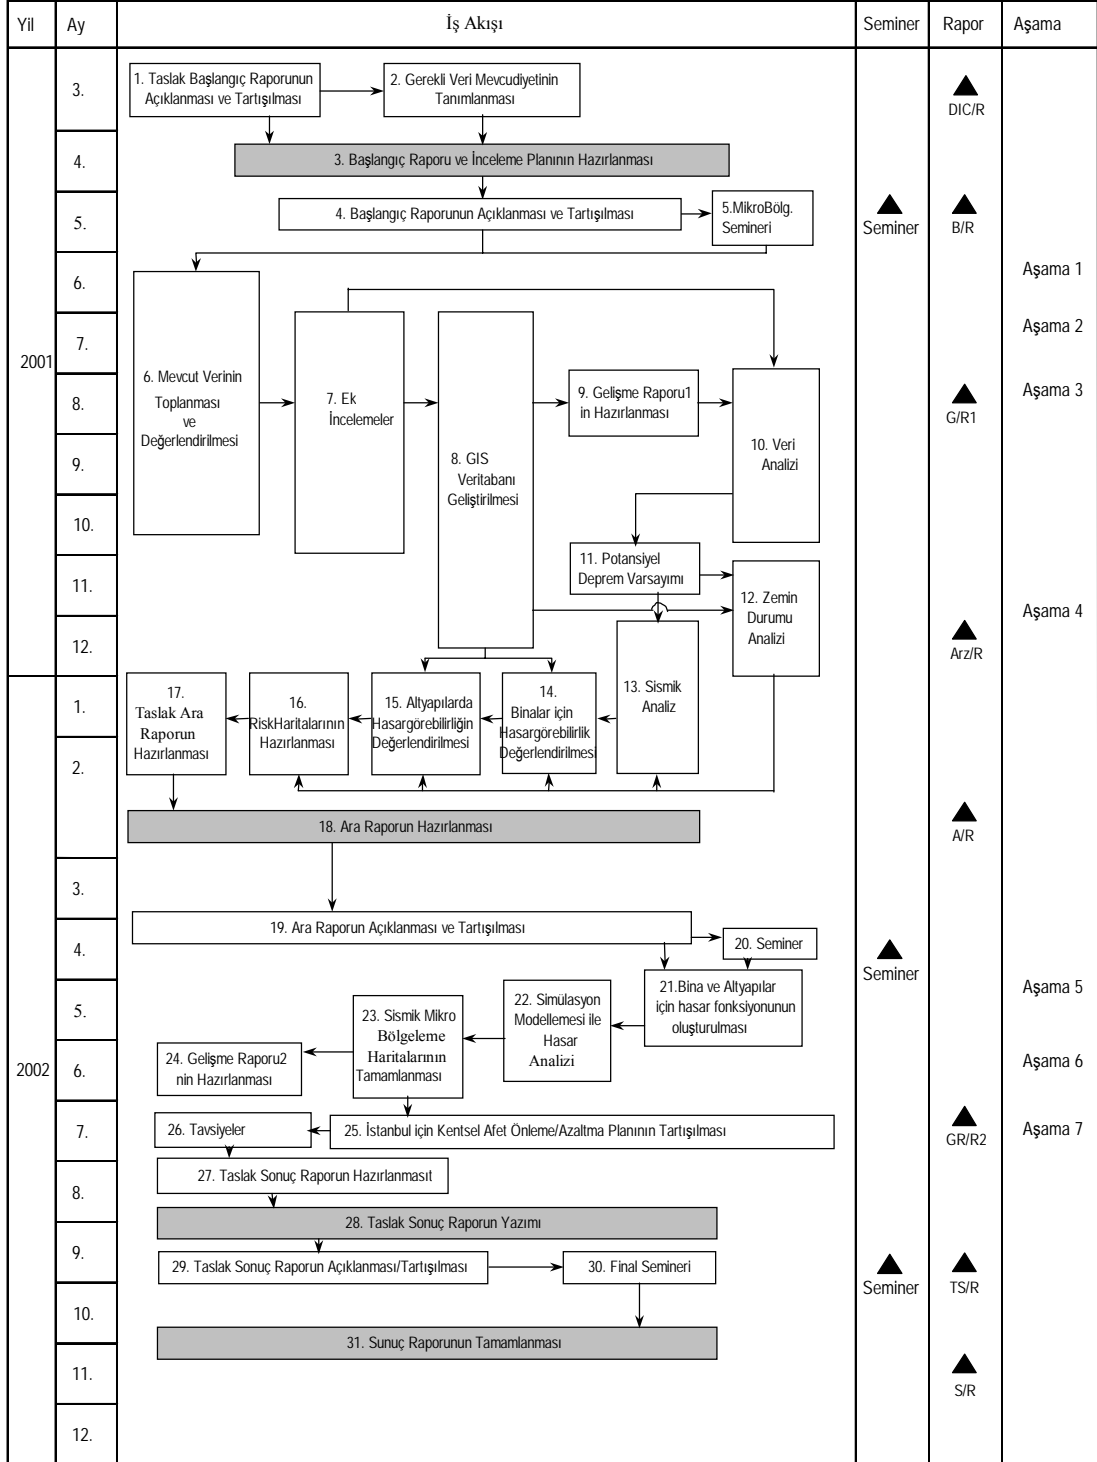 Yil
Ay
İş Akışı
Seminer
Rapor
Aşama
2001
3.
1. Taslak Başlangıç Raporunun
Açıklanması ve Tartışılması
2. Gerekli Veri Mevcudiyetinin
Tanımlanması
DIC/R
4.
3. Başlangıç Raporu ve İnceleme Planının Hazırlanması
5.
4. Başlangıç Raporunun Açıklanması ve Tartışılması
5.MikroBölg.
Semineri
Seminer
B/R
6.
Aşama 1
7.
Aşama 2
6. Mevcut Verinin
Toplanması
ve
Değerlendirilmesi
7. Ek
İncelemeler
8. GIS
Veritabanı
Geliştirilmesi
8.
9. Gelişme Raporu1
in Hazırlanması
10. Veri
Analizi
G/R1
Aşama 3
9.
10.
11.
11. Potansiyel
Deprem Varsayımı
12. Zemin
Durumu
Analizi
Aşama 4
12.
Arz/R
1.
17.
Taslak Ara
Raporun
Hazırlanması
16.
RiskHaritalarının
Hazırlanması
15. Altyapılarda
Hasargörebilirliğin
Değerlendirilmesi
14.
Binalar için
Hasargörebilirlik
Değerlendirilmesi
13. Sismik
Analiz
2.
18. Ara Raporun Hazırlanması
A/R
2002
3.
19. Ara Raporun Açıklanması ve Tartışılması
4.
20. Seminer
Seminer
21.Bina ve Altyapılar
için hasar fonksiyonunun
oluşturulması
Aşama 5
5.
22. Simülasyon
Modellemesi ile
Hasar
Analizi
23. Sismik Mikro
Bölgeleme
Haritalarının
Tamamlanması
6.
24. Gelişme Raporu2
nin Hazırlanması
Aşama 6
7.
26. Tavsiyeler
25. İstanbul için Kentsel Afet Önleme/Azaltma Planının Tartışılması
GR/R2
Aşama 7
27. Taslak Sonuç Raporun Hazırlanmasıt
8.
28. Taslak Sonuç Raporun Yazımı
9.
29. Taslak Sonuç Raporun Açıklanması/Tartışılması
30. Final Semineri
Seminer
TS/R
10.
31. Sunuç Raporunun Tamamlanması
11.
S/R
12.